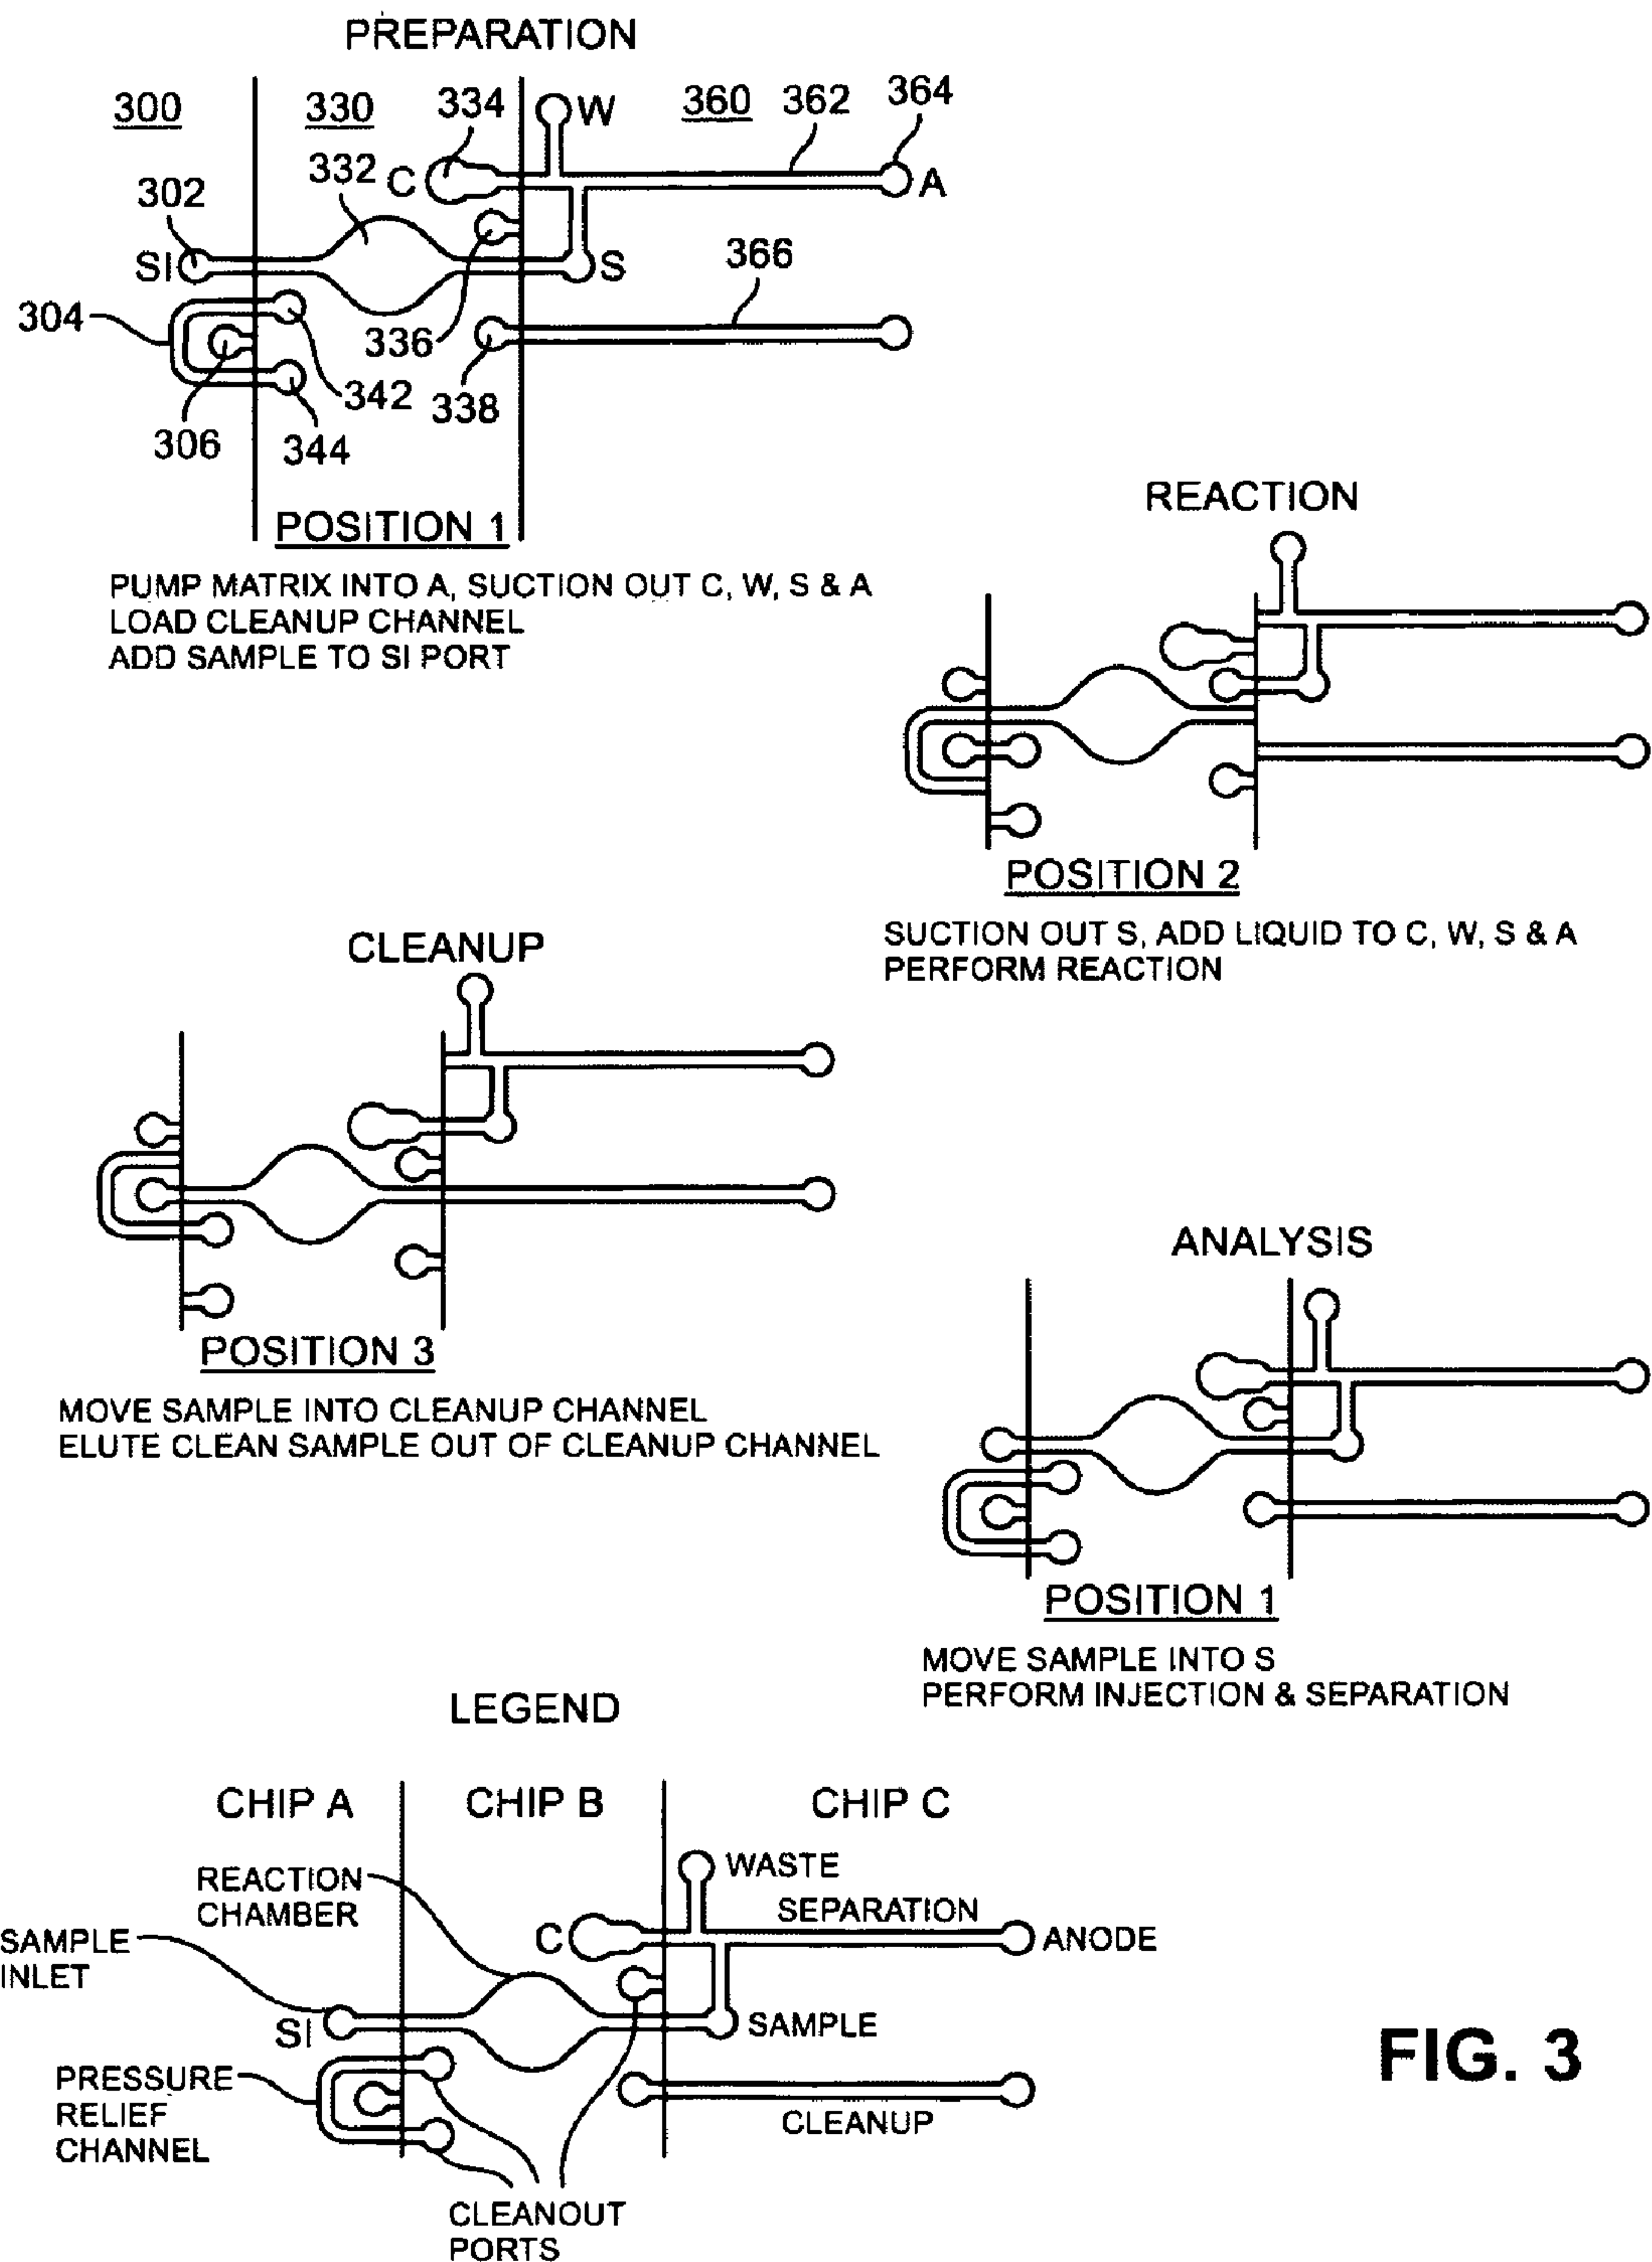 PREPARATION
300
330
334
W
360
362
364
332
C
A
302
SI
S
366
304
336
342
338
306
344
POSITION 1
PUMP MATRIX INTO A, SUCTION OUT C, W, S & A
LOAD CLEANUP CHANNEL
ADD SAMPLE TO SI PORT
REACTION
POSITION 2
SUCTION OUT S, ADD LIQUID TO C, W, S & A
PERFORM REACTION
CLEANUP
POSITION 3
MOVE SAMPLE INTO CLEANUP CHANNEL
ELUTE CLEAN SAMPLE OUT OF CLEANUP CHANNEL
ANALYSIS
POSITION 1
MOVE SAMPLE INTO S
PERFORM INJECTION & SEPARATION
LEGEND
CHIP A
CHIP B
CHIP C
REACTION
CHAMBER
WASTE
SEPARATION
C
ANODE
SAMPLE
INLET
SI
SAMPLE
PRESSURE
RELIEF
CHANNEL
CLEANUP
CLEANOUT
PORTS
FIG. 3